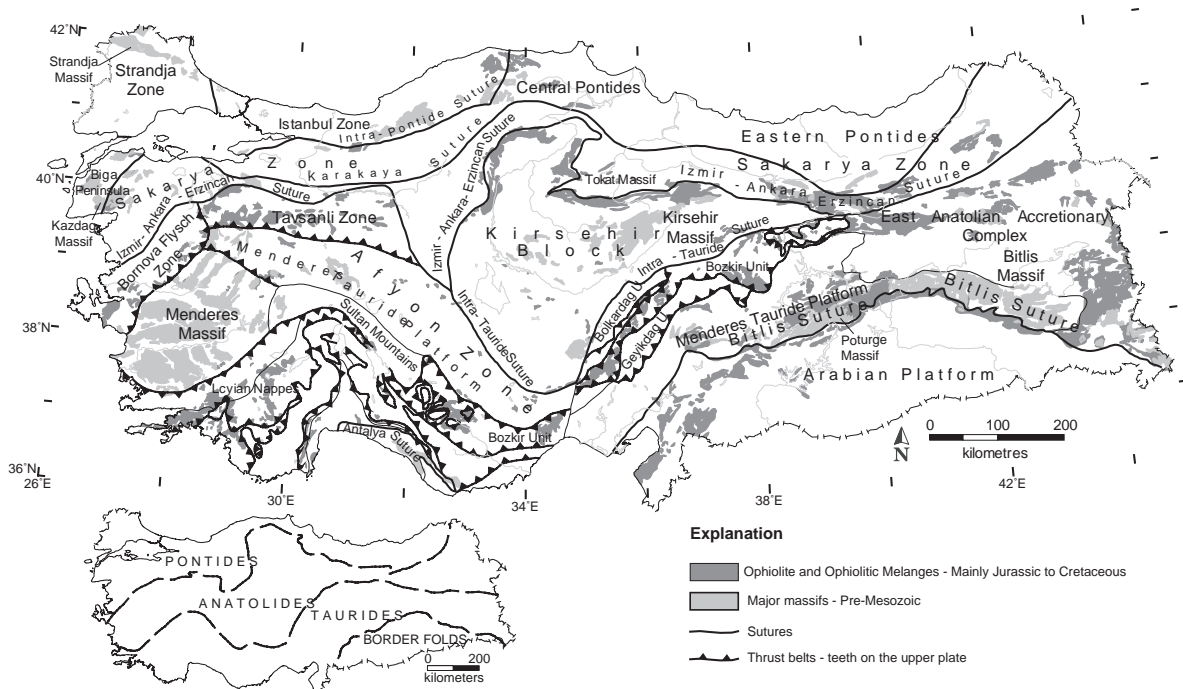 42°N
Strandja
Massif
Strandja
Zone
Istanbul Zone
Intra-Pontide Suture
Central Pontides
Eastern Pontides
Sakarya Zone
Zone
Karakaya
Suture
40°N
Biga
Peninsula
Sakarya
Izmir - Ankara - Erzincan
Suture
Izmir - Ankara - Erzincan Suture
Tokat Massif
Izmir - Ankara
Erzincan Suture
Kazdag
Massif
Izmir Ankara - Erzincan
Tavsanli Zone
Kirsehir
Massif
Kirsehir
Block
East Anatolian Accretionary
Complex
Bornova Flysch
Zone
Bitlis
Massif
Intra - Tauride Suture
Bozkir Unit
Menderes
Tauride
platform
Afyon Zone
Menderes
Massif
Sultan Mountains
Intra-Tauride Suture
Bolkardag U
Geyikdag U
38°N
Menderes Tauride Platform
Bitlis Suture
Bitlis Suture
Poturge
Massif
Arabian Platform
Lcvian Nappes
Antalya Suture
Bozkir Unit
N
0 100 200
kilometres
36°N
26°E
30°E
34°E
38°E
42°E
PONTIDES
ANATOLIDES
TAURIDES
BORDER FOLDS
0 200
kilometers
Explanation
Ophiolite and Ophiolitic Melanges - Mainly Jurassic to Cretaceous
Major massifs - Pre-Mesozoic
Sutures
Thrust belts - teeth on the upper plate